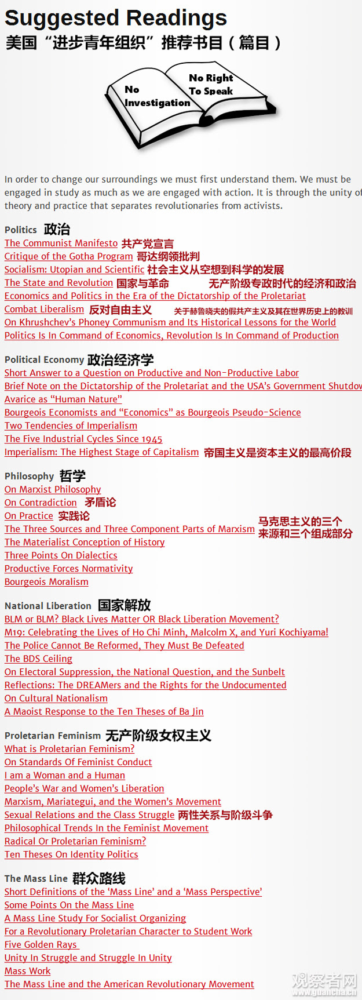 Suggested Readings
美国“进步青年组织”推荐书目（篇目）
No
Investigation
No Right
To Speak
In order to change our surroundings we must first understand them. We must be
engaged in study as much as we are engaged with action. It is through the unity of
theory and practice that separates revolutionaries from activists.
Politics 政治
The Communist Manifesto 共产党宣言
Critique of the Gotha Program 哥达纲领批判
Socialism: Utopian and Scientific 社会主义从空想到科学的发展
The State and Revolution 国家与革命 无产阶级专政时代的经济和政治
Economics and Politics in the Era of the Dictatorship of the Proletariat
Combat Liberalism 反对自由主义 关于赫鲁晓夫的假共产主义及其在世界历史上的教训
On Khrushchev’s Phoney Communism and Its Historical Lessons for the World
Politics Is In Command of Economics, Revolution Is In Command of Production
Political Economy 政治经济学
Short Answer to a Question on Productive and Non-Productive Labor
Brief Note on the Dictatorship of the Proletariat and the USA’s Government Shutdow
Avarice as “Human Nature”
Bourgeois Economists and “Economics” as Bourgeois Pseudo-Science
Two Tendencies of Imperialism
The Five Industrial Cycles Since 1945
Imperialism: The Highest Stage of Capitalism 帝国主义是资本主义的最高阶段
Philosophy 哲学
On Marxist Philosophy
On Contradiction 矛盾论
On Practice 实践论
The Three Sources and Three Component Parts of Marxism 马克思主义的三个
来源和三个组成部分
The Materialist Conception of History
Three Points On Dialectics
Productive Forces Normativity
Bourgeois Moralism
National Liberation 国家解放
BLM or BLM? Black Lives Matter OR Black Liberation Movement?
M19: Celebrating the Lives of Ho Chi Minh, Malcolm X, and Yuri Kochiyama!
The Police Cannot Be Reformed, They Must Be Defeated
The BDS Ceiling
On Electoral Suppression, the National Question, and the Sunbelt
Reflections: The DREAMers and the Rights for the Undocumented
On Cultural Nationalism
A Maoist Response to the Ten Theses of Ba Jin
Proletarian Feminism 无产阶级女权主义
What is Proletarian Feminism?
On Standards Of Feminist Conduct
I am a Woman and a Human
People’s War and Women’s Liberation
Marxism, Mariategui, and the Women’s Movement
Sexual Relations and the Class Struggle 两性关系与阶级斗争
Philosophical Trends In the Feminist Movement
Radical Or Proletarian Feminism?
Ten Theses On Identity Politics
The Mass Line 群众路线
Short Definitions of the ‘Mass Line’ and a ‘Mass Perspective’
Some Points On the Mass Line
A Mass Line Study For Socialist Organizing
For a Revolutionary Proletarian Character to Student Work
Five Golden Rays
Unity In Struggle and Struggle In Unity
Mass Work
The Mass Line and the American Revolutionary Movement
观察者网
www.guancha.cn